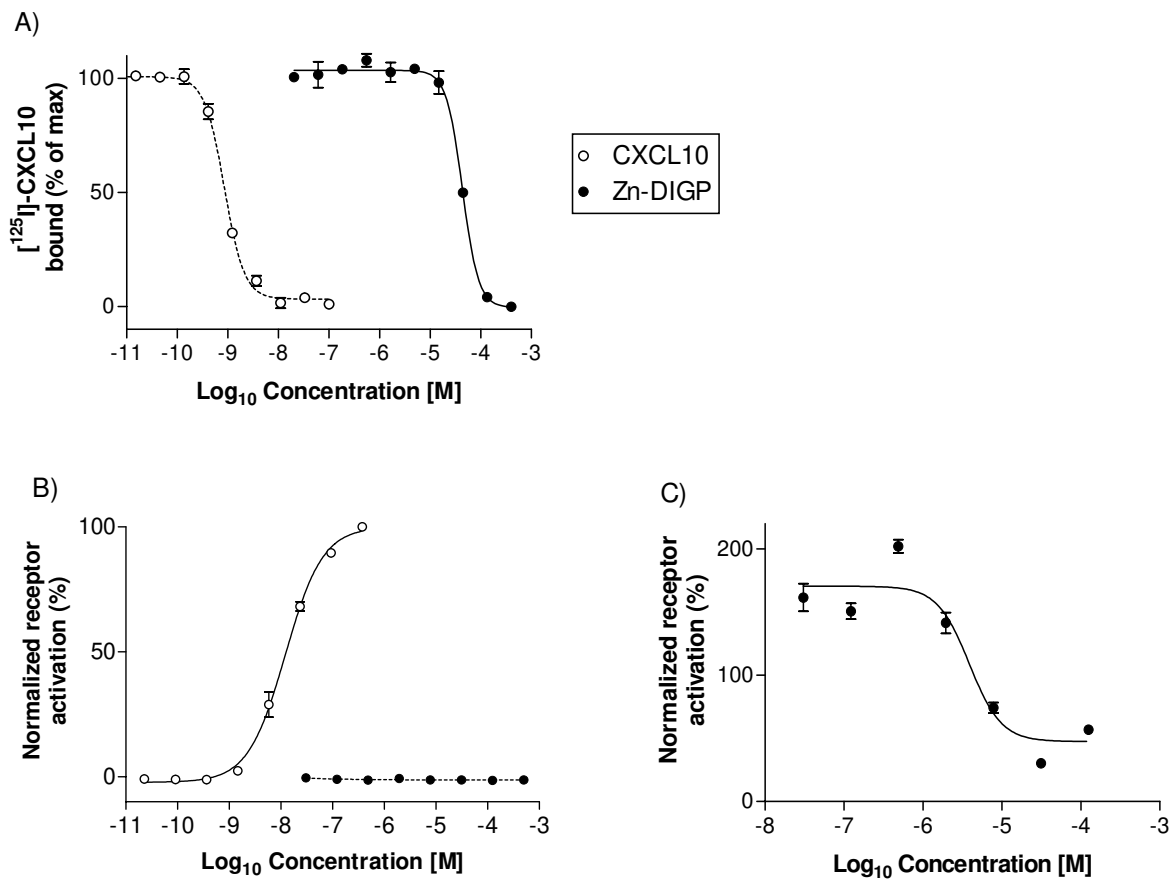 A)
[¹²⁵I]-CXCL10
bound (% of max)
100
50
0
-11 -10 -9 -8 -7 -6 -5 -4 -3
Log₁₀ Concentration [M]
CXCL10
Zn-DIGP
B)
Normalized receptor
activation (%)
100
50
0
-11 -10 -9 -8 -7 -6 -5 -4 -3
Log₁₀ Concentration [M]
C)
Normalized receptor
activation (%)
200
100
0
-8 -7 -6 -5 -4 -3
Log₁₀ Concentration [M]